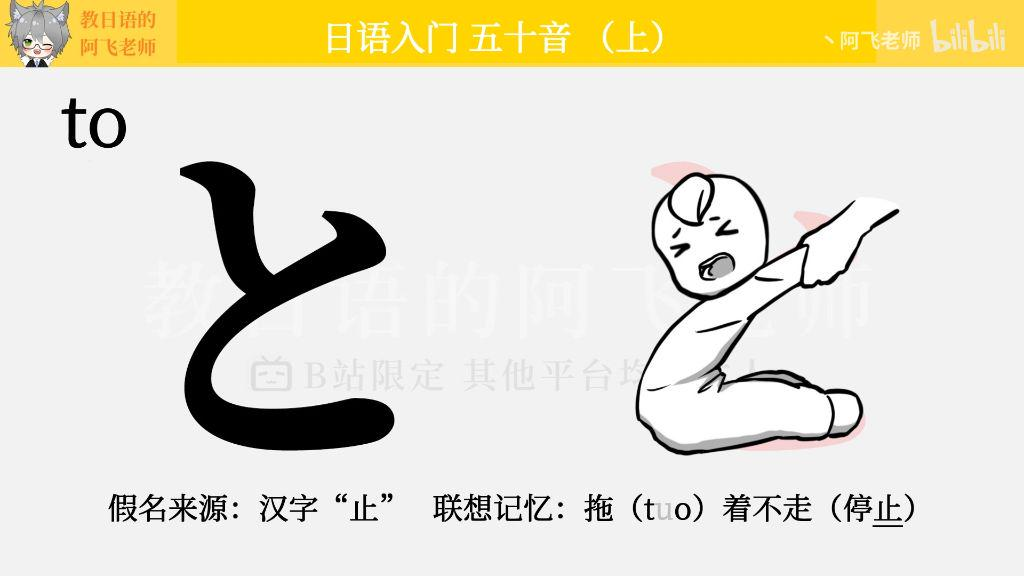 教日语的
阿飞老师
日语入门 五十音 （上）
丶阿飞老师 bilibili
to
と
教日语的阿飞老师
B站限定 其他平台均
假名来源：汉字“止” 联想记忆：拖（tuo）着不走（停止）